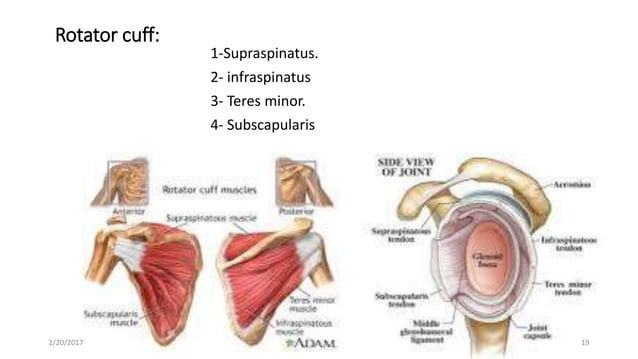 Rotator cuff:
1-Supraspinatus.
2- infraspinatus
3- Teres minor.
4- Subscapularis
Rotator cuff muscles
Anterior
Posterior
Supraspinatous muscle
Subscapularis
muscle
Teres minor
muscle
Infraspinatous
muscle
ADAM.
SIDE VIEW
OF JOINT
Acromion
Supraspinatous
tendon
Infraspinatous
tendon
Glenoid
fossa
Teres minor
tendon
Subscapularis
tendon
Middle
glenohumeral
ligament
Joint
capsule
2/20/2017
19